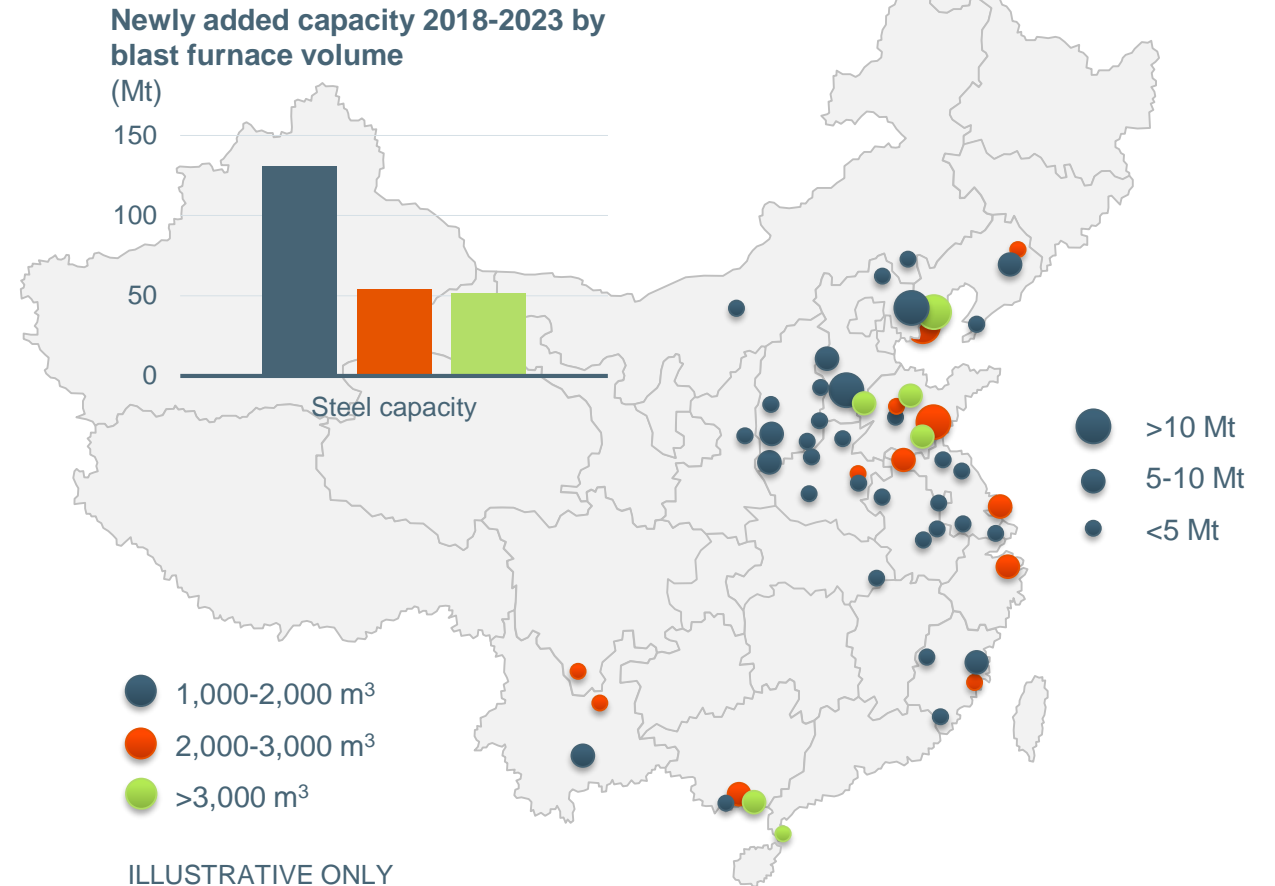 Newly added capacity 2018-2023 by
blast furnace volume
(Mt)
150
100
50
0
Steel capacity
>10 Mt
5-10 Mt
<5 Mt
1,000-2,000 m³
2,000-3,000 m³
>3,000 m³
ILLUSTRATIVE ONLY